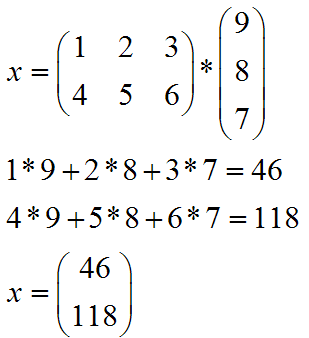 x = ( 1 2 3 ) * ( 9
4 5 6 8
7 )
1*9+2*8+3*7 = 46
4*9+5*8+6*7 = 118
x = ( 46
118 )